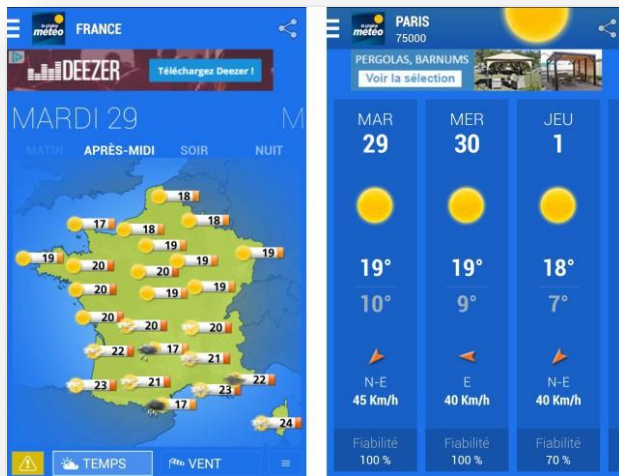 la chaîne
météo
FRANCE
DEEZER
Téléchargez Deezer !
MARDI 29
M
MATIN
APRÈS-MIDI
SOIR
NUIT
18
17
18
18
19
19
19
19
20
20
20
19
19
20
20
20
22
17
21
23
21
23
22
17
24
TEMPS
VENT
la chaîne
météo
PARIS
75000
PERGOLAS, BARNUMS
Voir la sélection
MAR
29
19°
10°
N-E
45 Km/h
Fiabilité
100 %
MER
30
19°
9°
E
40 Km/h
Fiabilité
100 %
JEU
1
18°
7°
N-E
40 Km/h
Fiabilité
70 %